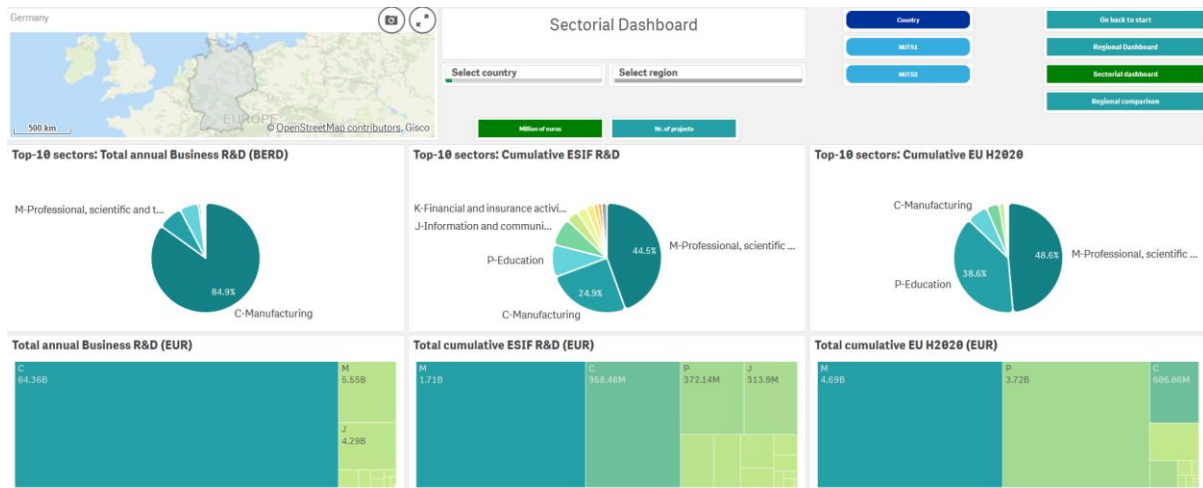 Germany
EUROPE
500 km
© OpenStreetMap contributors, Gisco
Sectorial Dashboard
Select country
Select region
Million of euros
Nr. of projects
Country
NUTS1
NUTS2
Go back to start
Regional Dashboard
Sectorial dashboard
Regional comparison
Top-10 sectors: Total annual Business R&D (BERD)
M-Professional, scientific and t...
84.9%
C-Manufacturing
Top-10 sectors: Cumulative ESIF R&D
K-Financial and insurance activi...
J-Information and communi...
P-Education
C-Manufacturing
24.9%
44.5%
M-Professional, scientific ...
Top-10 sectors: Cumulative EU H2020
C-Manufacturing
P-Education
38.6%
48.6%
M-Professional, scientific ...
Total annual Business R&D (EUR)
C
64.36B
M
5.55B
J
4.29B
Total cumulative ESIF R&D (EUR)
M
1.71B
C
958.46M
P
372.14M
J
313.9M
Total cumulative EU H2020 (EUR)
M
4.69B
P
3.72B
C
606.06M